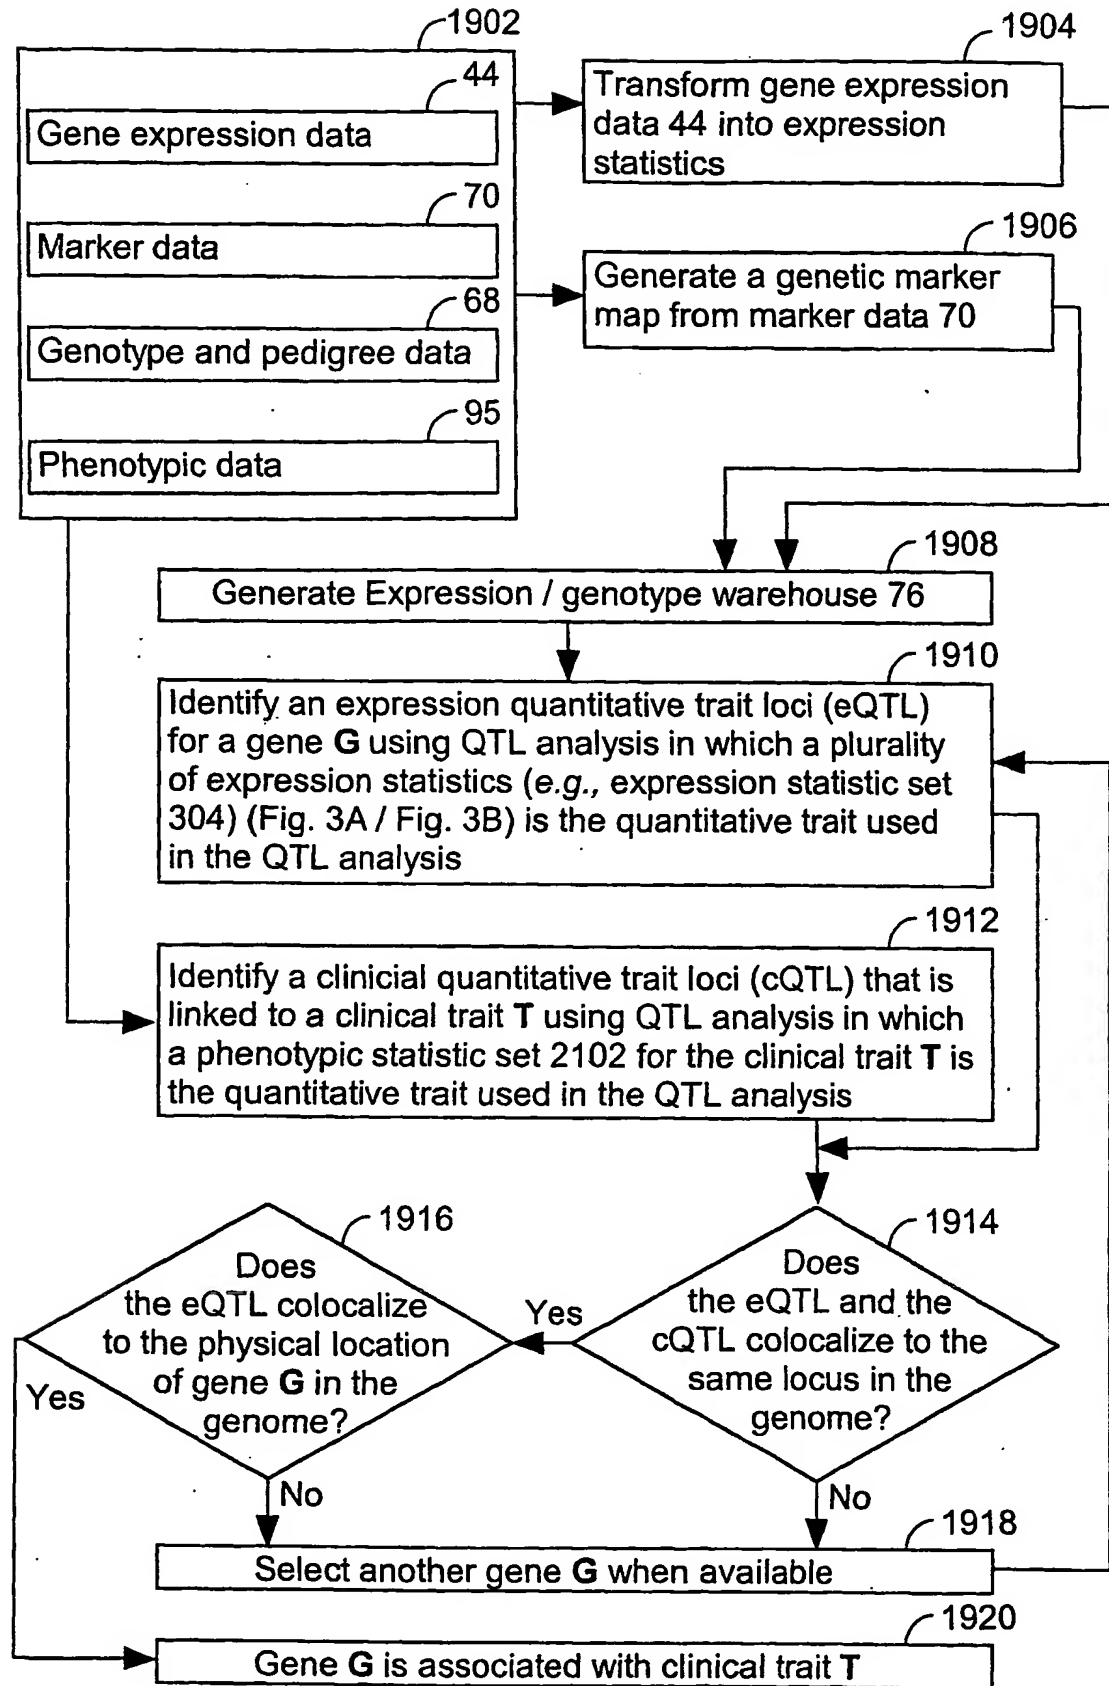 1902
44
Gene expression data
70
Marker data
68
Genotype and pedigree data
95
Phenotypic data
1904
Transform gene expression
data 44 into expression
statistics
1906
Generate a genetic marker
map from marker data 70
1908
Generate Expression / genotype warehouse 76
1910
Identify an expression quantitative trait loci (eQTL)
for a gene G using QTL analysis in which a plurality
of expression statistics (e.g., expression statistic set
304) (Fig. 3A / Fig. 3B) is the quantitative trait used
in the QTL analysis
1912
Identify a clinicial quantitative trait loci (cQTL) that is
linked to a clinical trait T using QTL analysis in which
a phenotypic statistic set 2102 for the clinical trait T is
the quantitative trait used in the QTL analysis
1914
Does
the eQTL and the
cQTL colocalize to the
same locus in the
genome?
Yes
No
1916
Does
the eQTL colocalize
to the physical location
of gene G in the
genome?
Yes
No
1918
Select another gene G when available
1920
Gene G is associated with clinical trait T